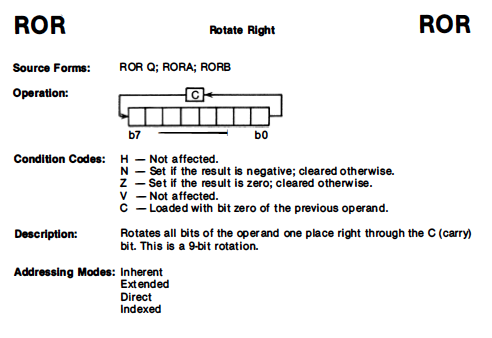 ROR Rotate Right ROR
Source Forms: ROR Q; RORA; RORB
Operation:
C
b7 b0
Condition Codes: H — Not affected.
N — Set if the result is negative; cleared otherwise.
Z — Set if the result is zero; cleared otherwise.
V — Not affected.
C — Loaded with bit zero of the previous operand.
Description: Rotates all bits of the operand one place right through the C (carry)
bit. This is a 9-bit rotation.
Addressing Modes: Inherent
Extended
Direct
Indexed